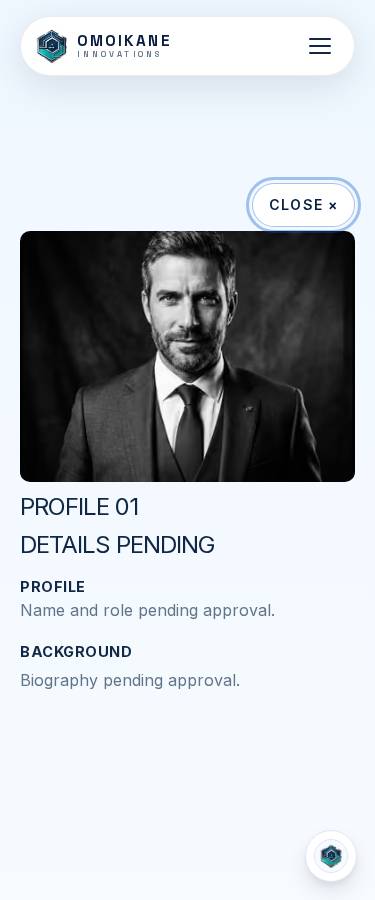 OMOIKANE
INNOVATIONS
CLOSE ×
PROFILE 01
DETAILS PENDING
PROFILE
Name and role pending approval.
BACKGROUND
Biography pending approval.